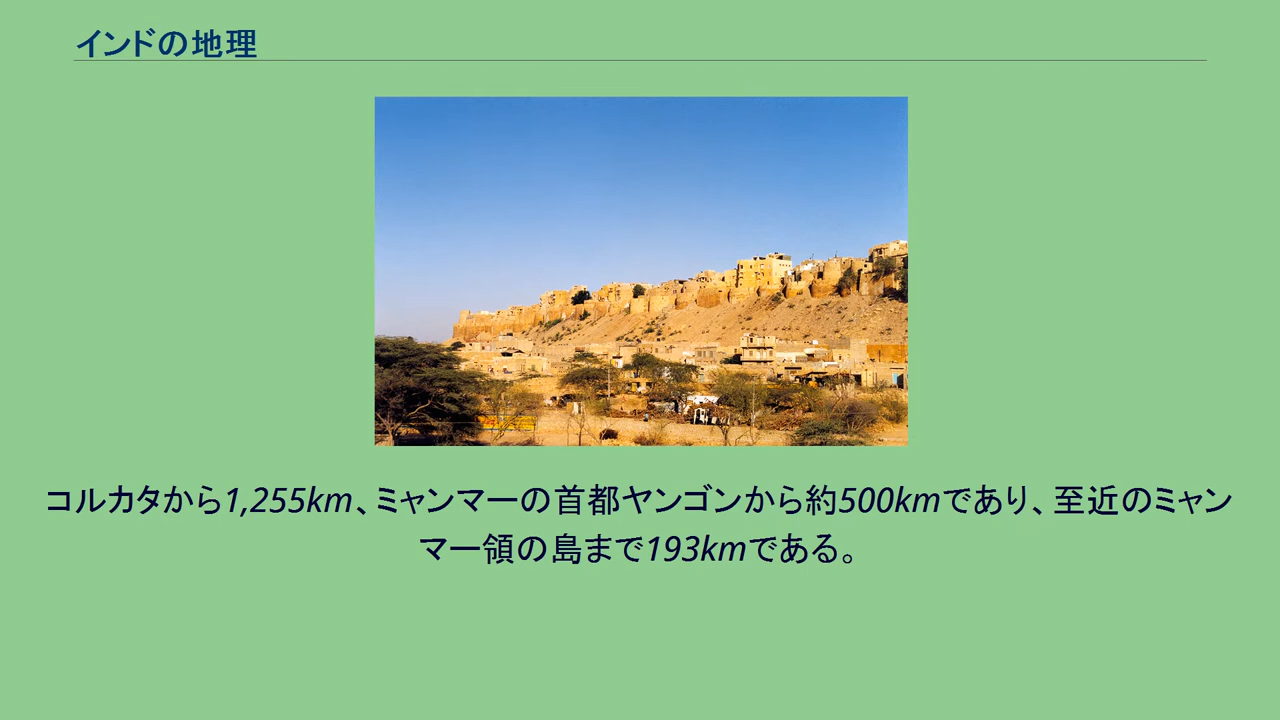 インドの地理
コルカタから1,255km、ミャンマーの首都ヤンゴンから約500kmであり、至近のミャン
マー領の島まで193kmである。